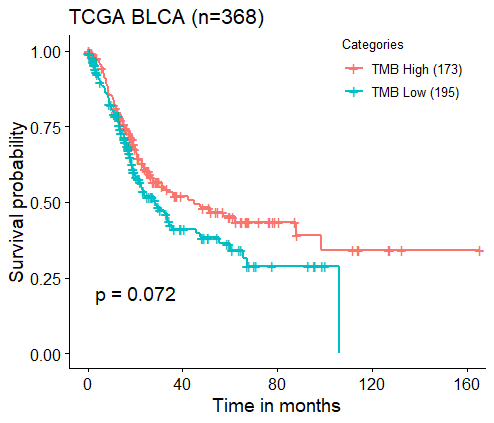 TCGA BLCA (n=368)
Categories
TMB High (173)
TMB Low (195)
Survival probability
1.00
0.75
0.50
0.25
0.00
p = 0.072
0 40 80 120 160
Time in months